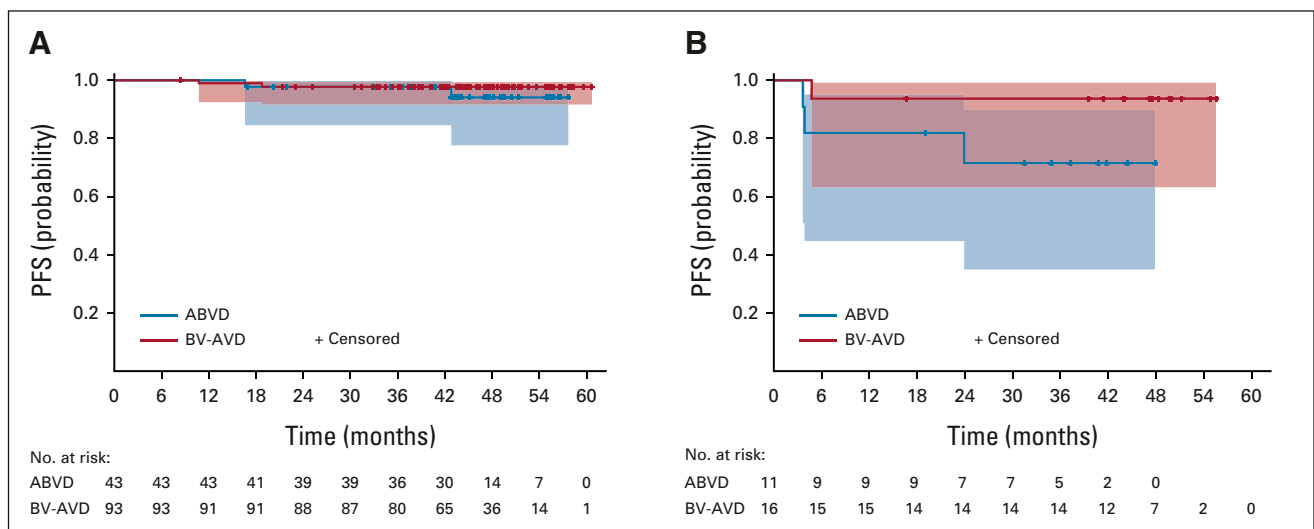 A
1.0
0.8
0.6
0.4
0.2
PFS (probability)
ABVD
BV-AVD
+ Censored
0 6 12 18 24 30 36 42 48 54 60
Time (months)
No. at risk:
ABVD 43 43 43 41 39 39 36 30 14 7 0
BV-AVD 93 93 91 91 88 87 80 65 36 14 1
B
1.0
0.8
0.6
0.4
0.2
PFS (probability)
ABVD
BV-AVD
+ Censored
0 6 12 18 24 30 36 42 48 54 60
Time (months)
No. at risk:
ABVD 11 9 9 9 7 7 5 2 0
BV-AVD 16 15 15 14 14 14 14 12 7 2 0